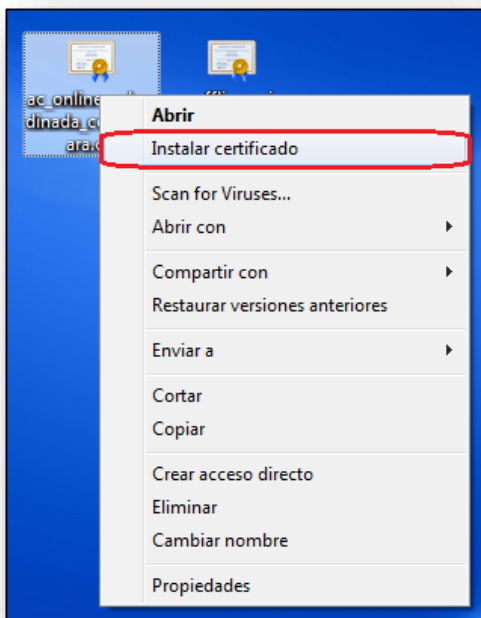 ac_online
dinada_c
ara.c
Abrir
Instalar certificado
Scan for Viruses...
Abrir con
Compartir con
Restaurar versiones anteriores
Enviar a
Cortar
Copiar
Crear acceso directo
Eliminar
Cambiar nombre
Propiedades